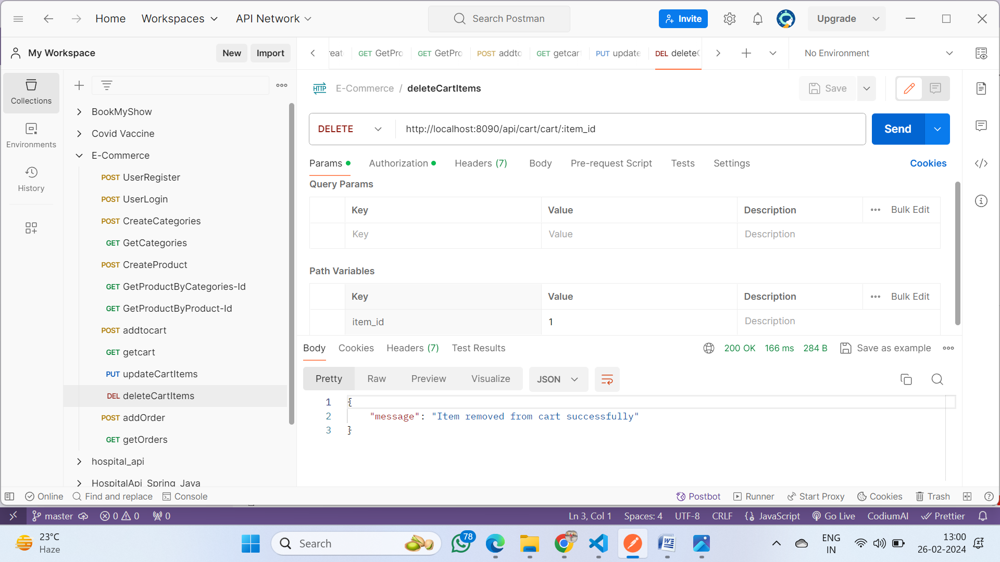 Home Workspaces API Network Search Postman Invite Upgrade
My Workspace New Import GET GetPro GET GetPro POST addto GET getcar PUT update DEL delete No Environment
Collections
Environments
History
BookMyShow
Covid Vaccine
E-Commerce
POST UserRegister
POST UserLogin
POST CreateCategories
GET GetCategories
POST CreateProduct
GET GetProductByCategories-Id
GET GetProductByProduct-Id
POST addtocart
GET getcart
PUT updateCartItems
DEL deleteCartItems
POST addOrder
GET getOrders
hospital_api
HospitalApi_Spring_Java
HTTP E-Commerce / deleteCartItems Save
DELETE http://localhost:8090/api/cart/cart/:item_id Send
Params Authorization Headers (7) Body Pre-request Script Tests Settings Cookies
Query Params
Key Value Description Bulk Edit
Key Value Description
Path Variables
Key Value Description Bulk Edit
item_id 1 Description
Body Cookies Headers (7) Test Results 200 OK 166 ms 284 B Save as example
Pretty Raw Preview Visualize JSON
1 {
2 "message": "Item removed from cart successfully"
3 }
Online Find and replace Console Postbot Runner Start Proxy Cookies Trash
master 0 0 0 Ln 3, Col 1 Spaces: 4 UTF-8 CRLF JavaScript Go Live CodiumAI Prettier
23°C
Haze
Search
78
ENG
IN
13:00
26-02-2024